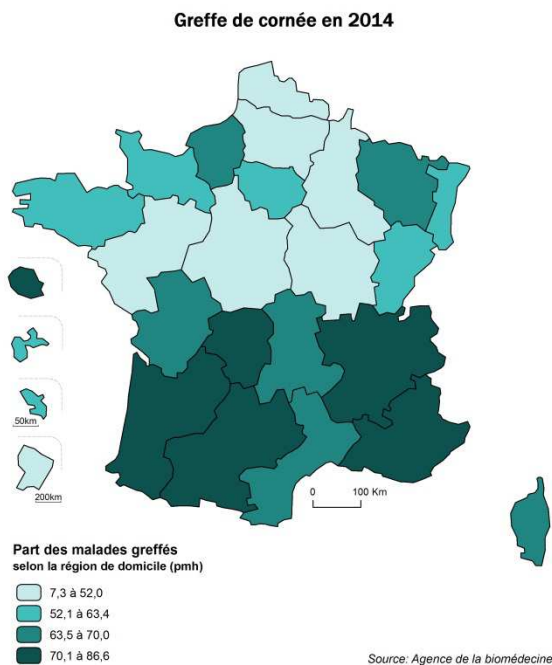 Greffe de cornée en 2014
50km
200km
0 100 Km
Part des malades greffés
selon la région de domicile (pmh)
7,3 à 52,0
52,1 à 63,4
63,5 à 70,0
70,1 à 86,6
Source: Agence de la biomédecine